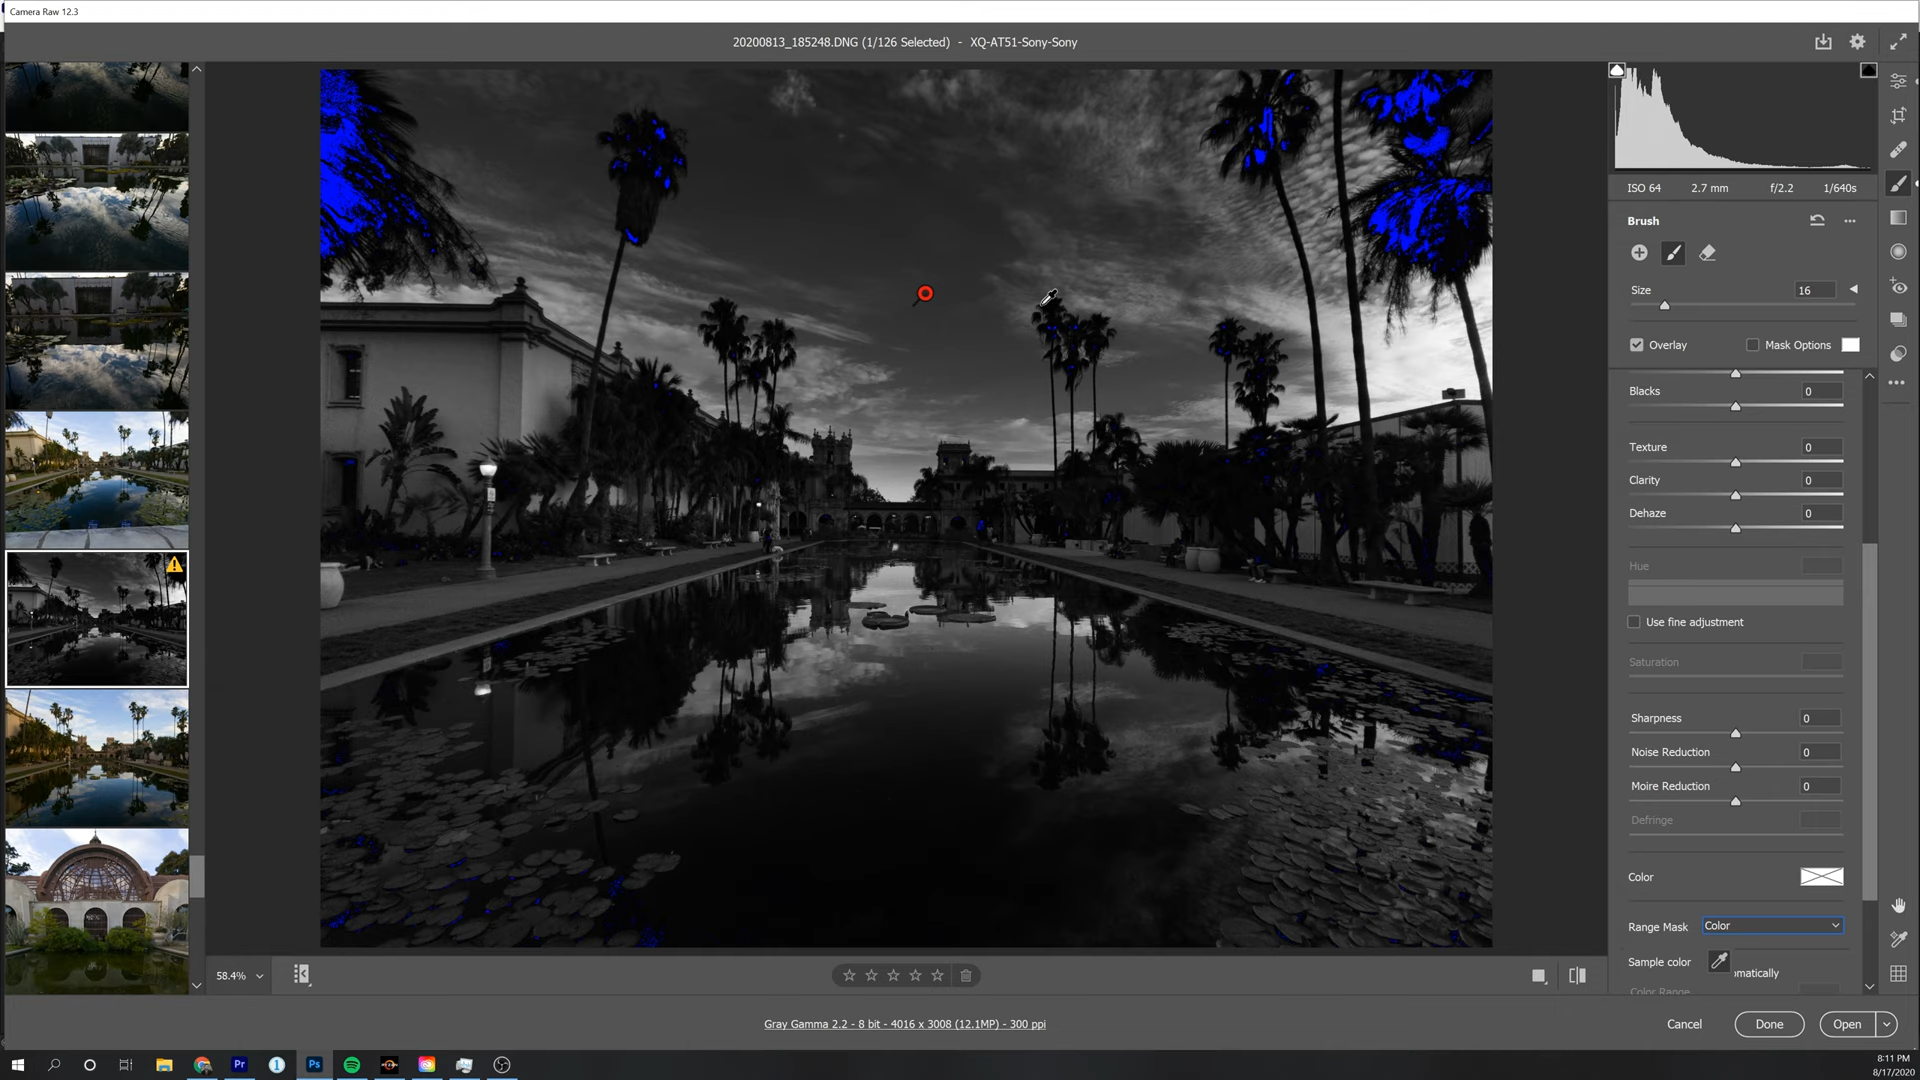 Camera Raw 12.3
20200813_185248.DNG (1/126 Selected) - XQ-AT51-Sony-Sony
ISO 64 2.7 mm f/2.2 1/640s
Brush
Size 16
Overlay Mask Options
Blacks 0
Texture 0
Clarity 0
Dehaze 0
Hue
Use fine adjustment
Saturation
Sharpness 0
Noise Reduction 0
Moire Reduction 0
Defringe
Color
Range Mask Color
Sample color
matically
Color Range
58.4%
Gray Gamma 2.2 - 8 bit - 4016 x 3008 (12.1MP) - 300 ppi
Cancel Done Open
Pr Ps
8:11 PM
8/17/2020